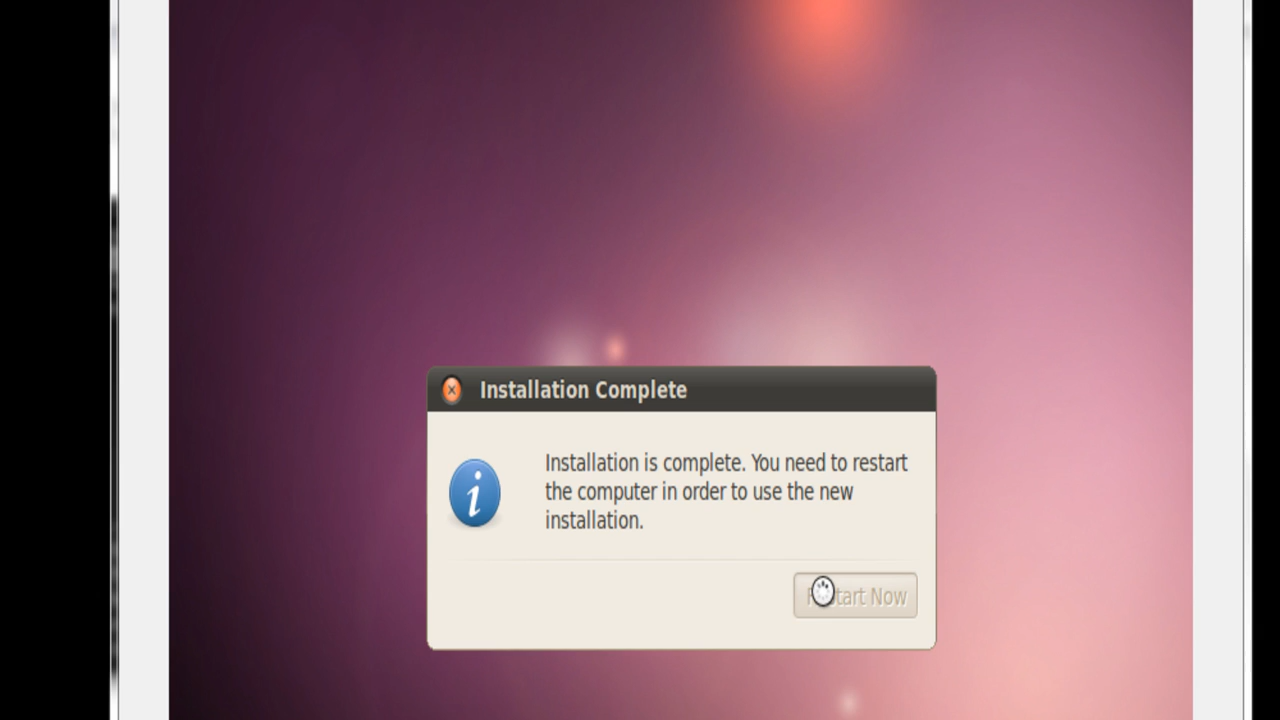 Installation Complete
Installation is complete. You need to restart
the computer in order to use the new
installation.
Restart Now